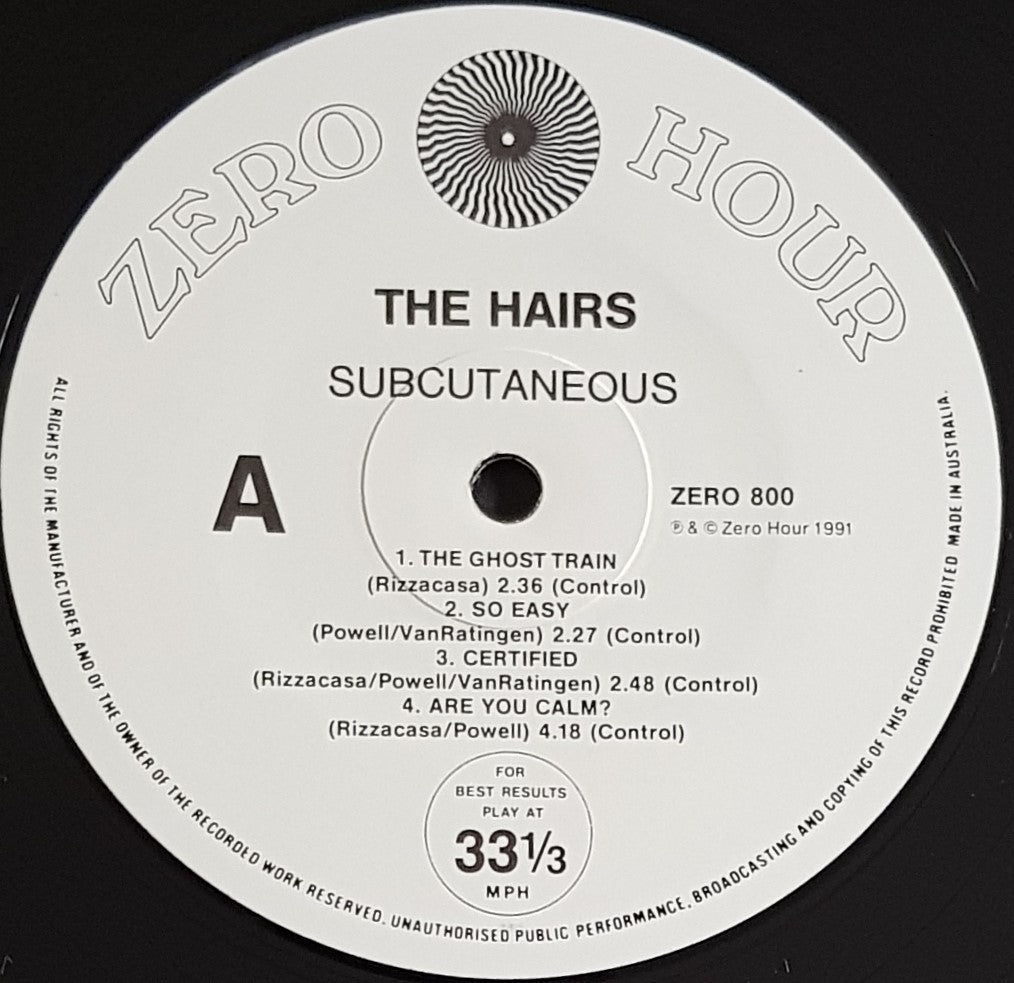 ZERO HOUR
THE HAIRS
SUBCUTANEOUS
A
ZERO 800
℗ & © Zero Hour 1991
1. THE GHOST TRAIN
(Rizzacasa) 2.36 (Control)
2. SO EASY
(Powell/VanRatingen) 2.27 (Control)
3. CERTIFIED
(Rizzacasa/Powell/VanRatingen) 2.48 (Control)
4. ARE YOU CALM?
(Rizzacasa/Powell) 4.18 (Control)
FOR
BEST RESULTS
PLAY AT
33⅓
MPH
ALL RIGHTS OF THE MANUFACTURER AND OF THE OWNER OF THE RECORDED WORK RESERVED. UNAUTHORISED PUBLIC PERFORMANCE, BROADCASTING AND COPYING OF THIS RECORD PROHIBITED MADE IN AUSTRALIA.